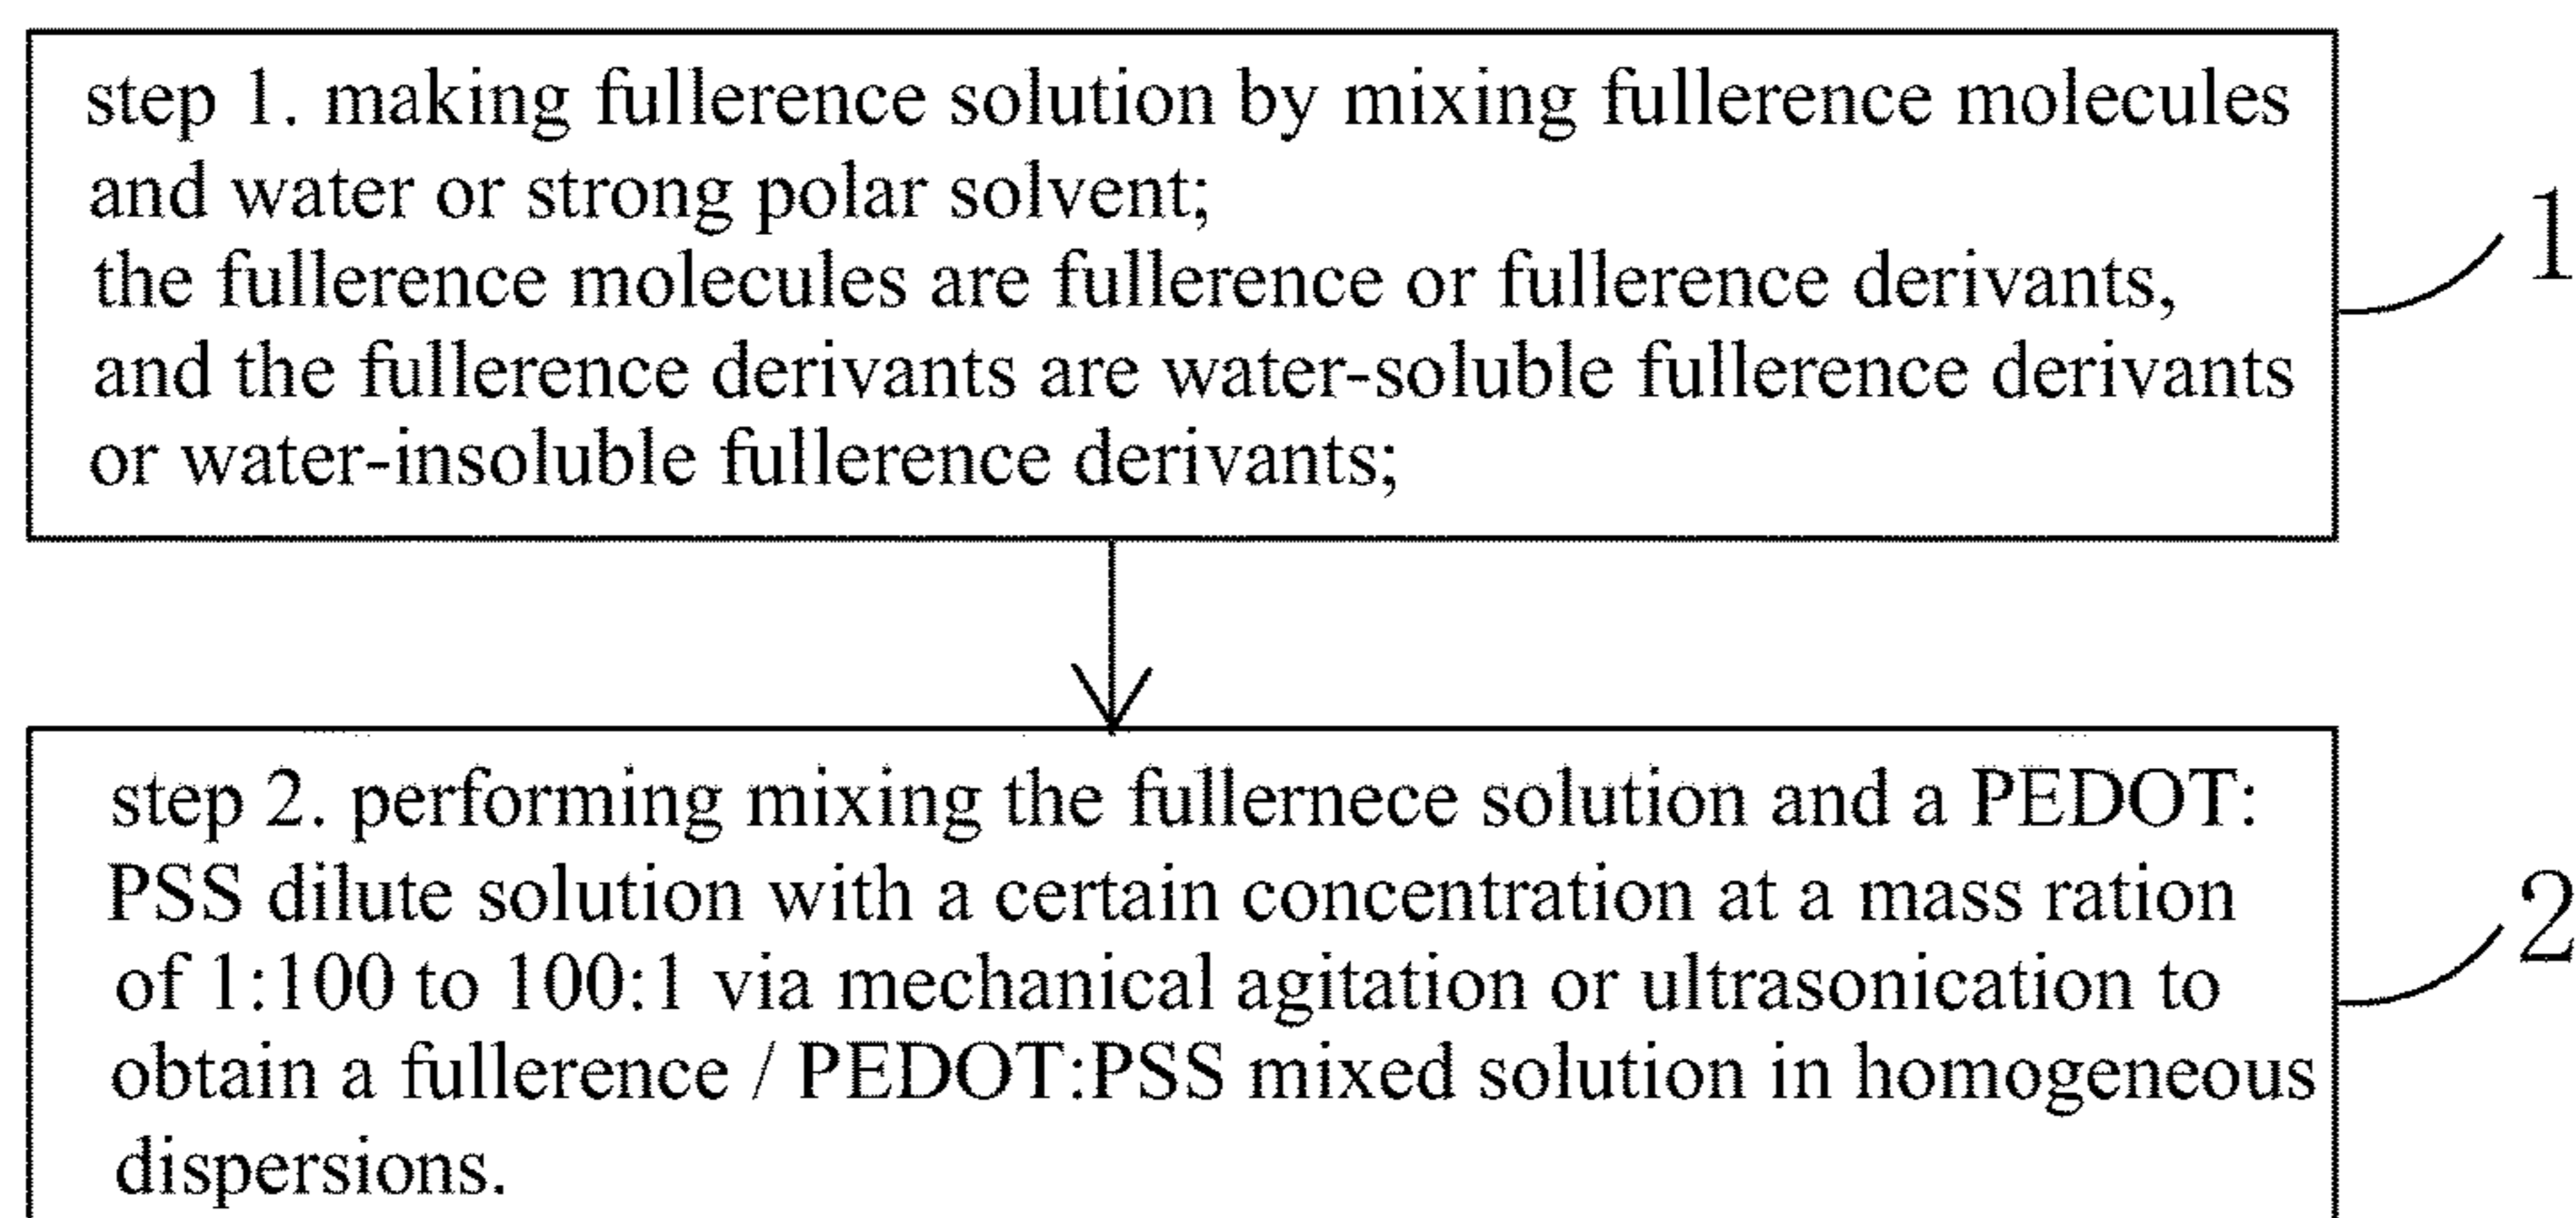 step 1. making fullerence solution by mixing fullerence molecules
and water or strong polar solvent;
the fullerence molecules are fullerence or fullerence derivants,
and the fullerence derivants are water-soluble fullerence derivants
or water-insoluble fullerence derivants;
1
step 2. performing mixing the fullernece solution and a PEDOT:
PSS dilute solution with a certain concentration at a mass ration
of 1:100 to 100:1 via mechanical agitation or ultrasonication to
obtain a fullerence / PEDOT:PSS mixed solution in homogeneous
dispersions.
2